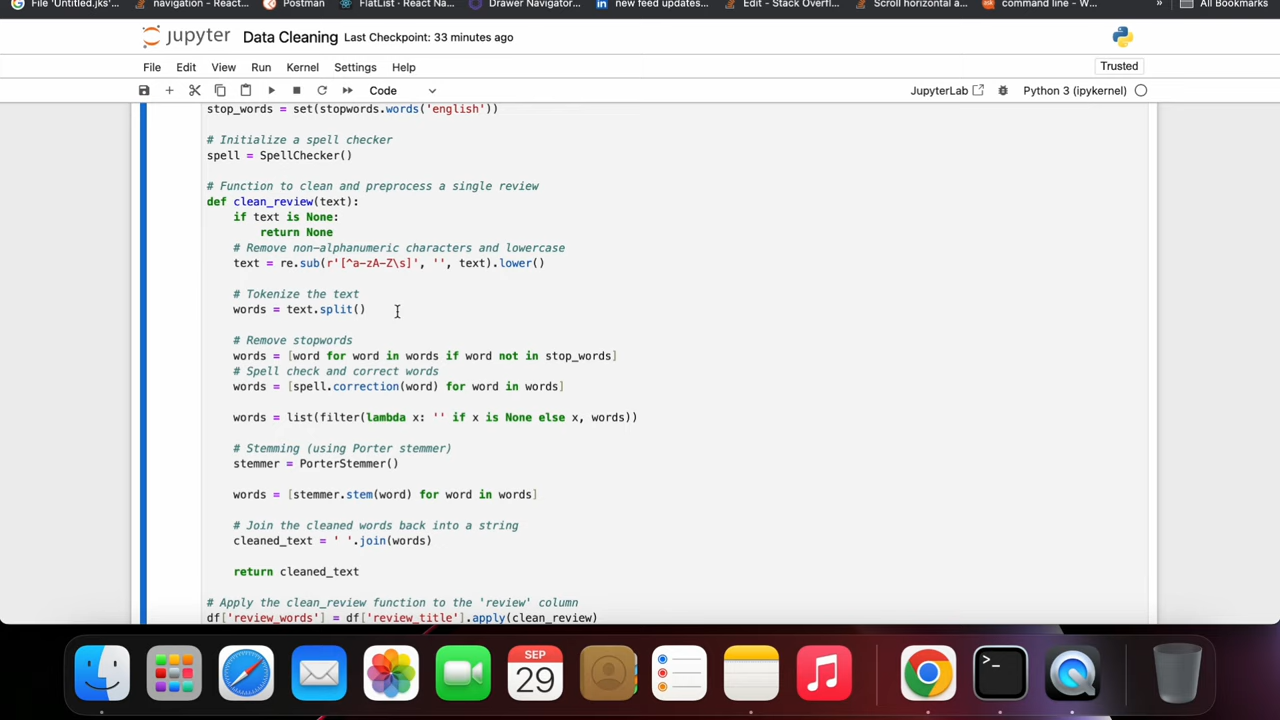 File 'Untitled.jks'...
navigation - React...
Postman
FlatList · React Na...
Drawer Navigator...
new feed updates...
Edit - Stack Overfl...
Scroll horizontal a...
command line - W...
»
All Bookmarks
jupyter Data Cleaning Last Checkpoint: 33 minutes ago
File Edit View Run Kernel Settings Help
Trusted
Code
JupyterLab
Python 3 (ipykernel)
stop_words = set(stopwords.words('english'))
# Initialize a spell checker
spell = SpellChecker()
# Function to clean and preprocess a single review
def clean_review(text):
    if text is None:
        return None
    # Remove non-alphanumeric characters and lowercase
    text = re.sub(r'[^a-zA-Z\s]', '', text).lower()
    # Tokenize the text
    words = text.split()
    # Remove stopwords
    words = [word for word in words if word not in stop_words]
    # Spell check and correct words
    words = [spell.correction(word) for word in words]
    words = list(filter(lambda x: '' if x is None else x, words))
    # Stemming (using Porter stemmer)
    stemmer = PorterStemmer()
    words = [stemmer.stem(word) for word in words]
    # Join the cleaned words back into a string
    cleaned_text = ' '.join(words)
    return cleaned_text
# Apply the clean_review function to the 'review' column
df['review_words'] = df['review_title'].apply(clean_review)
SEP
29
>_